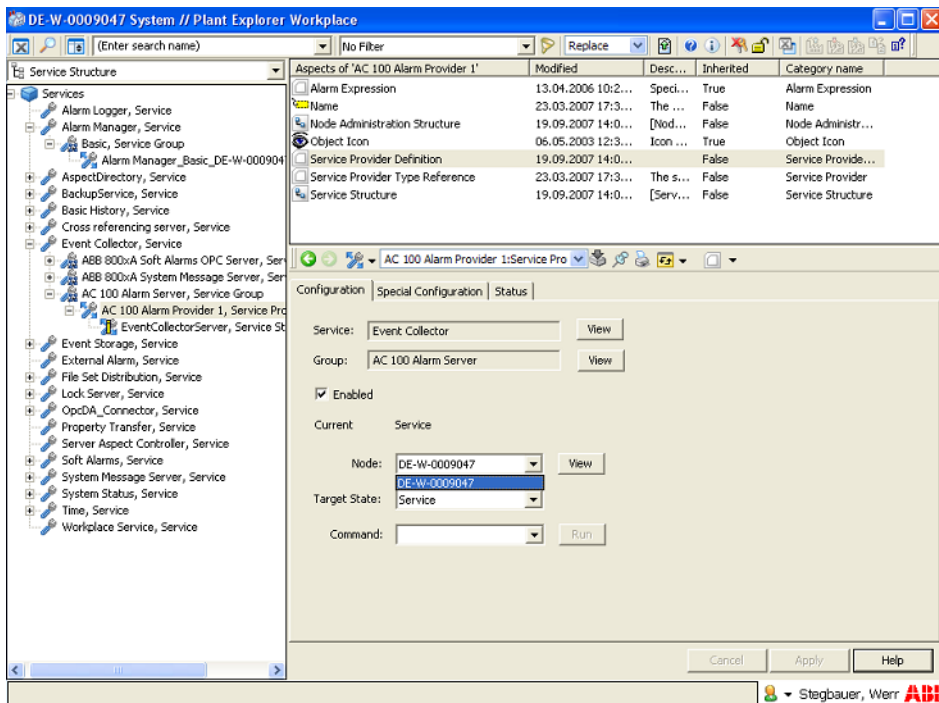 DE-W-0009047 System // Plant Explorer Workplace
(Enter search name) No Filter Replace
Service Structure
Services
Alarm Logger, Service
Alarm Manager, Service
Basic, Service Group
Alarm Manager_Basic_DE-W-000904
AspectDirectory, Service
BackupService, Service
Basic History, Service
Cross referencing server, Service
Event Collector, Service
ABB 800xA Soft Alarms OPC Server, Ser
ABB 800xA System Message Server, Ser
AC 100 Alarm Server, Service Group
AC 100 Alarm Provider 1, Service Pro
EventCollectorServer, Service St
Event Storage, Service
External Alarm, Service
File Set Distribution, Service
Lock Server, Service
OpcDA_Connector, Service
Property Transfer, Service
Server Aspect Controller, Service
Soft Alarms, Service
System Message Server, Service
System Status, Service
Time, Service
Workplace Service, Service
Aspects of 'AC 100 Alarm Provider 1' Modified Desc... Inherited Category name
Alarm Expression 13.04.2006 10:2... Speci... True Alarm Expression
Name 23.03.2007 17:3... The ... False Name
Node Administration Structure 19.09.2007 14:0... [Nod... False Node Administr...
Object Icon 06.05.2003 12:3... Icon ... True Object Icon
Service Provider Definition 19.09.2007 14:0... False Service Provide...
Service Provider Type Reference 23.03.2007 17:3... The s... False Service Provider
Service Structure 19.09.2007 14:0... [Serv... False Service Structure
AC 100 Alarm Provider 1:Service Pro
Configuration Special Configuration Status
Service: Event Collector View
Group: AC 100 Alarm Server View
Enabled
Current Service
Node: DE-W-0009047 View
DE-W-0009047
Target State: Service
Command: Run
Cancel Apply Help
Stegbauer, Werr ABB